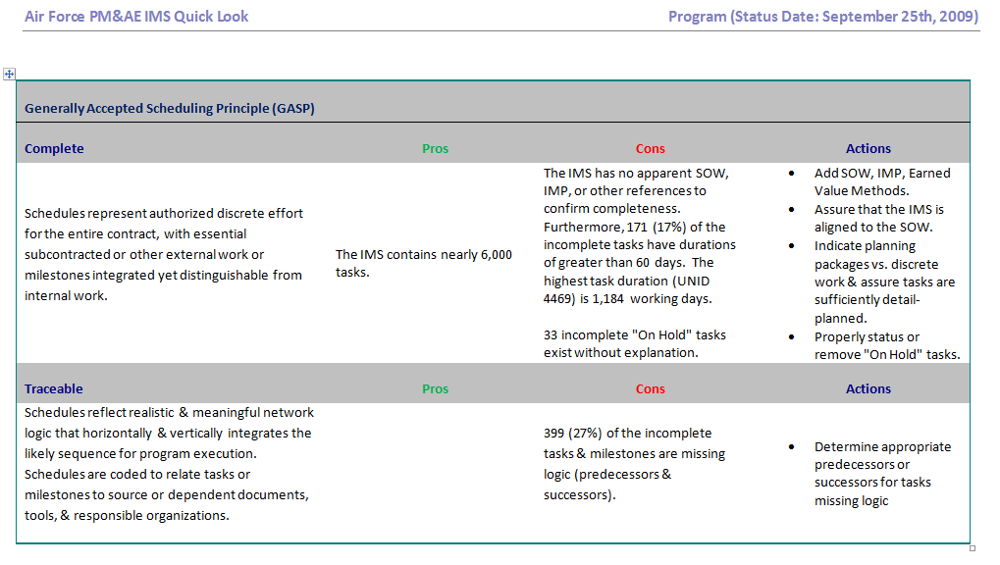 Air Force PM&AE IMS Quick Look
Program (Status Date: September 25th, 2009)
Generally Accepted Scheduling Principle (GASP)
Complete
Pros
Cons
Actions
Schedules represent authorized discrete effort
for the entire contract, with essential
subcontracted or other external work or
milestones integrated yet distinguishable from
internal work.
The IMS contains nearly 6,000
tasks.
The IMS has no apparent SOW,
IMP, or other references to
confirm completeness.
Furthermore, 171 (17%) of the
incomplete tasks have durations
of greater than 60 days. The
highest task duration (UNID
4469) is 1,184 working days.
33 incomplete "On Hold" tasks
exist without explanation.
• Add SOW, IMP, Earned
Value Methods.
• Assure that the IMS is
aligned to the SOW.
• Indicate planning
packages vs. discrete
work & assure tasks are
sufficiently detail-
planned.
• Properly status or
remove "On Hold" tasks.
Traceable
Pros
Cons
Actions
Schedules reflect realistic & meaningful network
logic that horizontally & vertically integrates the
likely sequence for program execution.
Schedules are coded to relate tasks or
milestones to source or dependent documents,
tools, & responsible organizations.
399 (27%) of the incomplete
tasks & milestones are missing
logic (predecessors &
successors).
• Determine appropriate
predecessors or
successors for tasks
missing logic